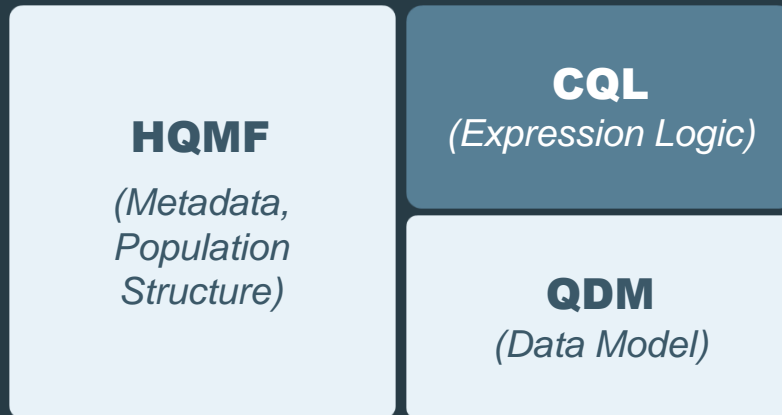 HQMF
(Metadata,
Population
Structure)
CQL
(Expression Logic)
QDM
(Data Model)